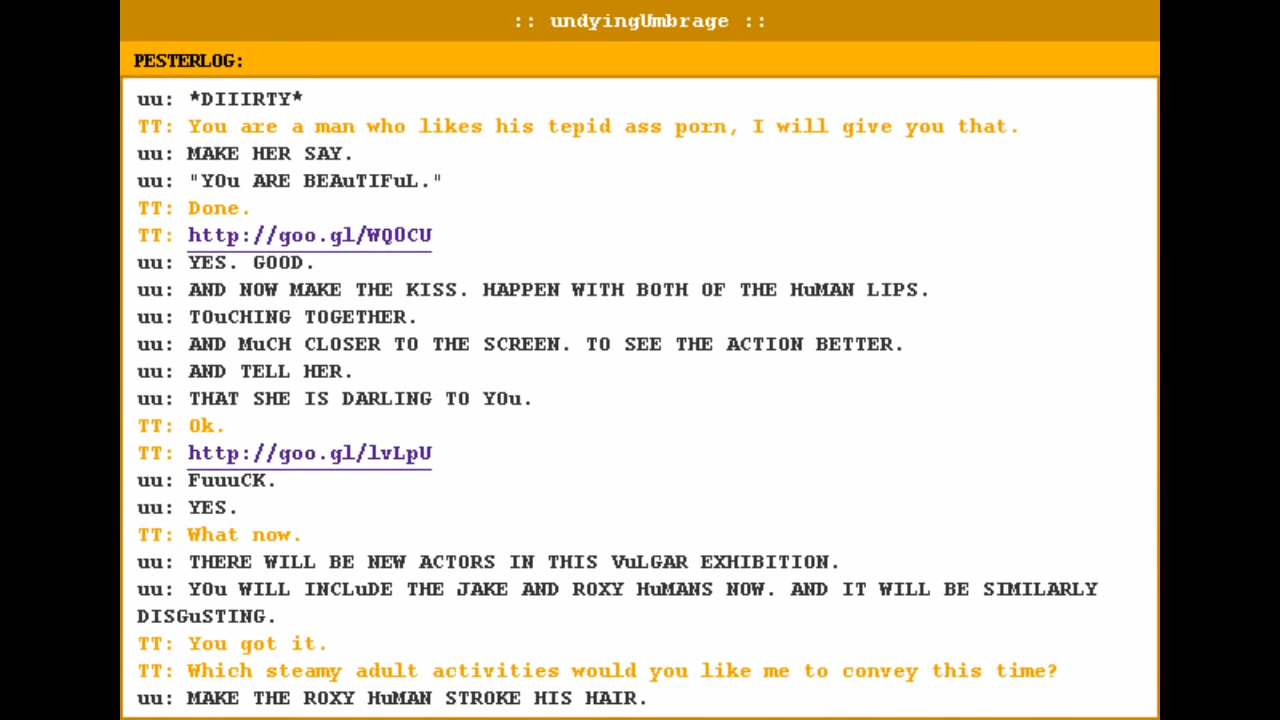 :: undyingUmbrage ::
PESTERLOG:
uu: *DIIIRTY*
TT: You are a man who likes his tepid ass porn, I will give you that.
uu: MAKE HER SAY.
uu: "YOu ARE BEAuTIFuL."
TT: Done.
TT: http://goo.gl/WQ0CU
uu: YES. GOOD.
uu: AND NOW MAKE THE KISS. HAPPEN WITH BOTH OF THE HuMAN LIPS.
uu: TOuCHING TOGETHER.
uu: AND MuCH CLOSER TO THE SCREEN. TO SEE THE ACTION BETTER.
uu: AND TELL HER.
uu: THAT SHE IS DARLING TO YOu.
TT: Ok.
TT: http://goo.gl/lvLpU
uu: FuuuCK.
uu: YES.
TT: What now.
uu: THERE WILL BE NEW ACTORS IN THIS VuLGAR EXHIBITION.
uu: YOu WILL INCLuDE THE JAKE AND ROXY HuMANS NOW. AND IT WILL BE SIMILARLY
DISGuSTING.
TT: You got it.
TT: Which steamy adult activities would you like me to convey this time?
uu: MAKE THE ROXY HuMAN STROKE HIS HAIR.